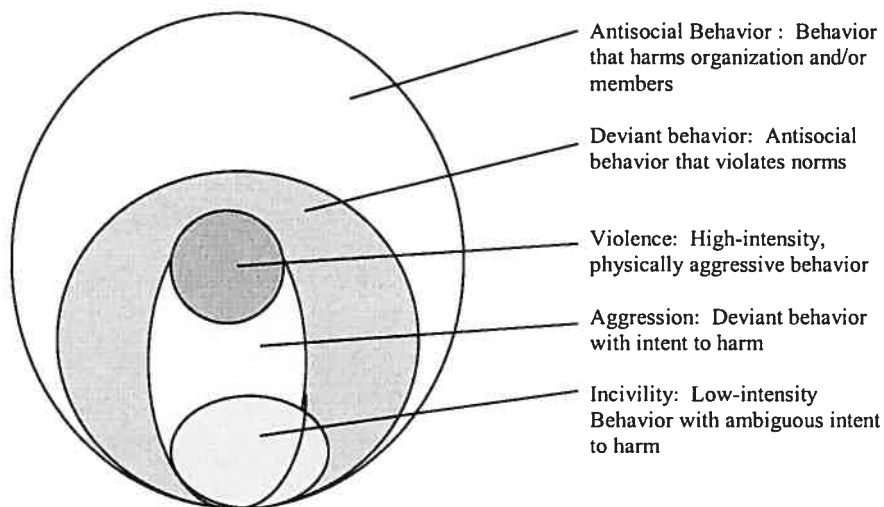 Antisocial Behavior : Behavior
that harms organization and/or
members
Deviant behavior: Antisocial
behavior that violates norms
Violence: High-intensity,
physically aggressive behavior
Aggression: Deviant behavior
with intent to harm
Incivility: Low-intensity
Behavior with ambiguous intent
to harm